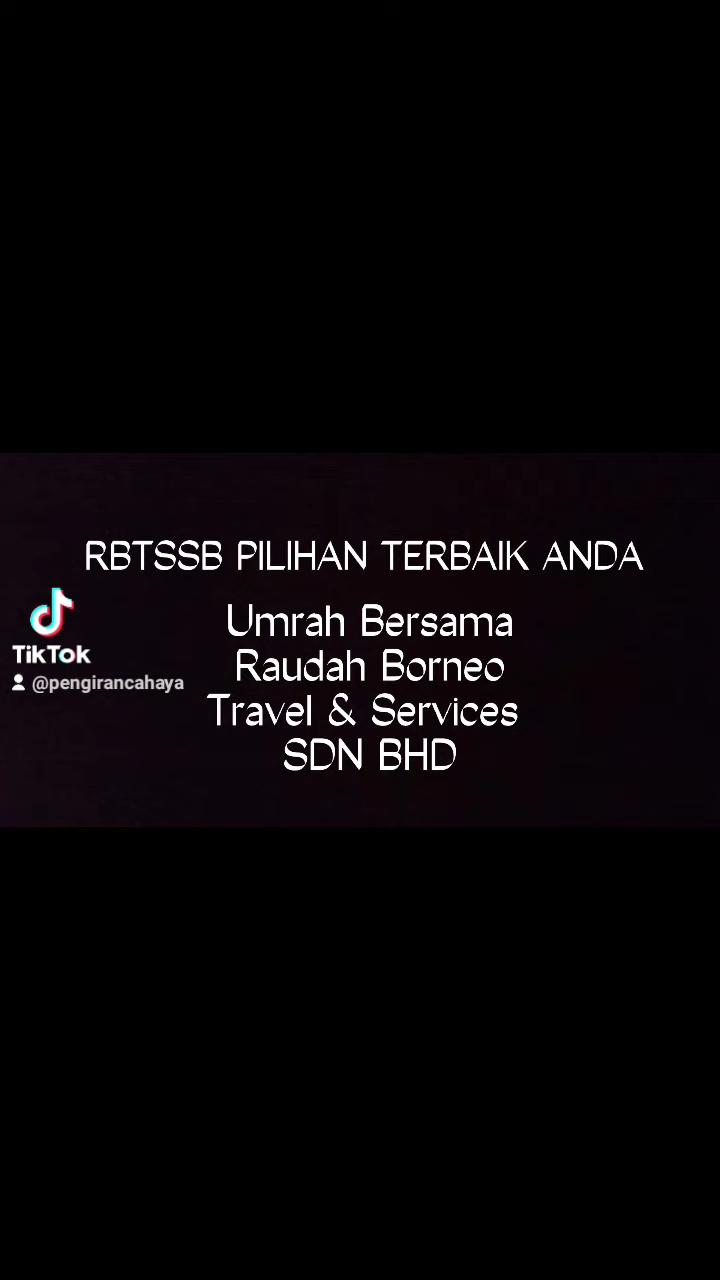 RBTSSB PILIHAN TERBAIK ANDA
Umrah Bersama
Raudah Borneo
Travel & Services
SDN BHD
TikTok
@pengirancahaya